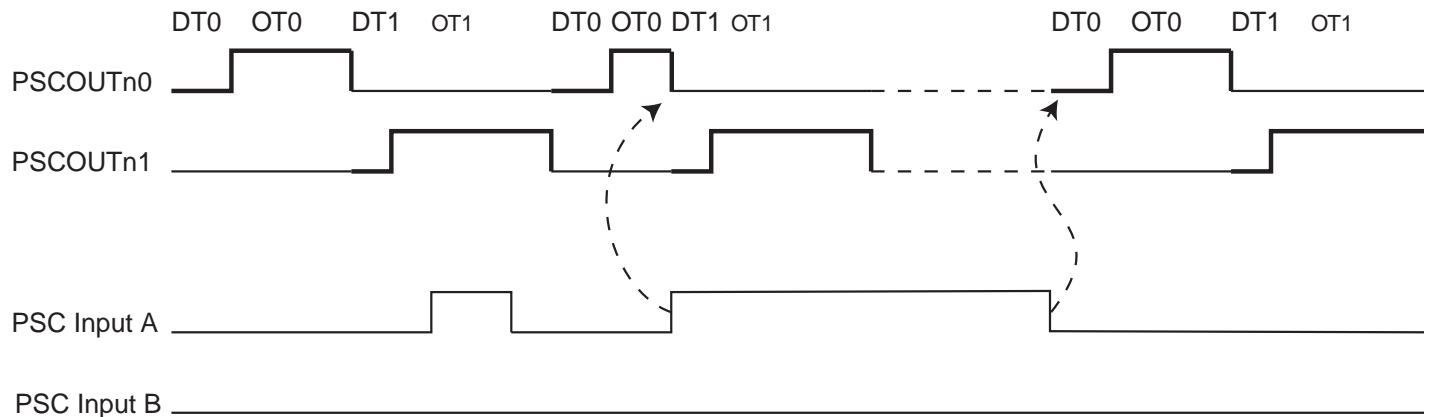 DT0 OT0 DT1 OT1 DT0 OT0 DT1 OT1 DT0 OT0 DT1 OT1
PSCOUTn0
PSCOUTn1
PSC Input A
PSC Input B